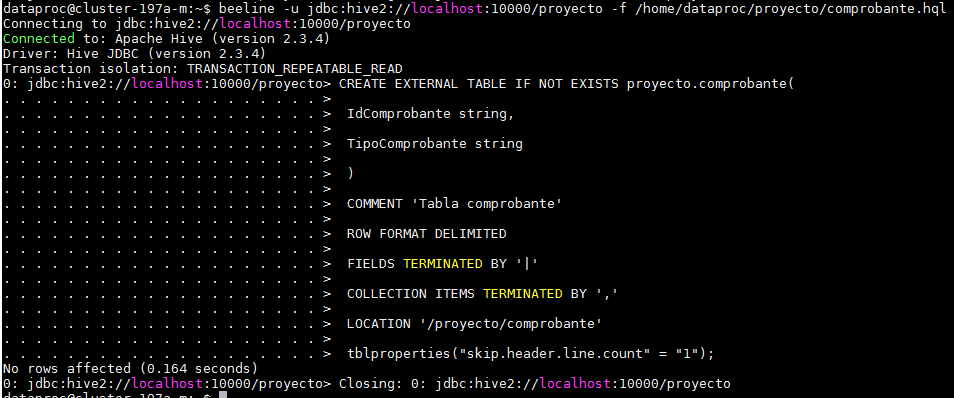 dataproc@cluster-197a-m:~$ beeline -u jdbc:hive2://localhost:10000/proyecto -f /home/dataproc/proyecto/comprobante.hql
Connecting to jdbc:hive2://localhost:10000/proyecto
Connected to: Apache Hive (version 2.3.4)
Driver: Hive JDBC (version 2.3.4)
Transaction isolation: TRANSACTION_REPEATABLE_READ
0: jdbc:hive2://localhost:10000/proyecto> CREATE EXTERNAL TABLE IF NOT EXISTS proyecto.comprobante(
. . . . . . . . . . . . . . . . . . . . . >
. . . . . . . . . . . . . . . . . . . . . >  IdComprobante string,
. . . . . . . . . . . . . . . . . . . . . >
. . . . . . . . . . . . . . . . . . . . . >  TipoComprobante string
. . . . . . . . . . . . . . . . . . . . . >
. . . . . . . . . . . . . . . . . . . . . >  )
. . . . . . . . . . . . . . . . . . . . . >
. . . . . . . . . . . . . . . . . . . . . >  COMMENT 'Tabla comprobante'
. . . . . . . . . . . . . . . . . . . . . >
. . . . . . . . . . . . . . . . . . . . . >  ROW FORMAT DELIMITED
. . . . . . . . . . . . . . . . . . . . . >
. . . . . . . . . . . . . . . . . . . . . >  FIELDS TERMINATED BY '|'
. . . . . . . . . . . . . . . . . . . . . >
. . . . . . . . . . . . . . . . . . . . . >  COLLECTION ITEMS TERMINATED BY ','
. . . . . . . . . . . . . . . . . . . . . >
. . . . . . . . . . . . . . . . . . . . . >  LOCATION '/proyecto/comprobante'
. . . . . . . . . . . . . . . . . . . . . >
. . . . . . . . . . . . . . . . . . . . . >  tblproperties("skip.header.line.count" = "1");
No rows affected (0.164 seconds)
0: jdbc:hive2://localhost:10000/proyecto> Closing: 0: jdbc:hive2://localhost:10000/proyecto
dataproc@cluster-197a-m:~$